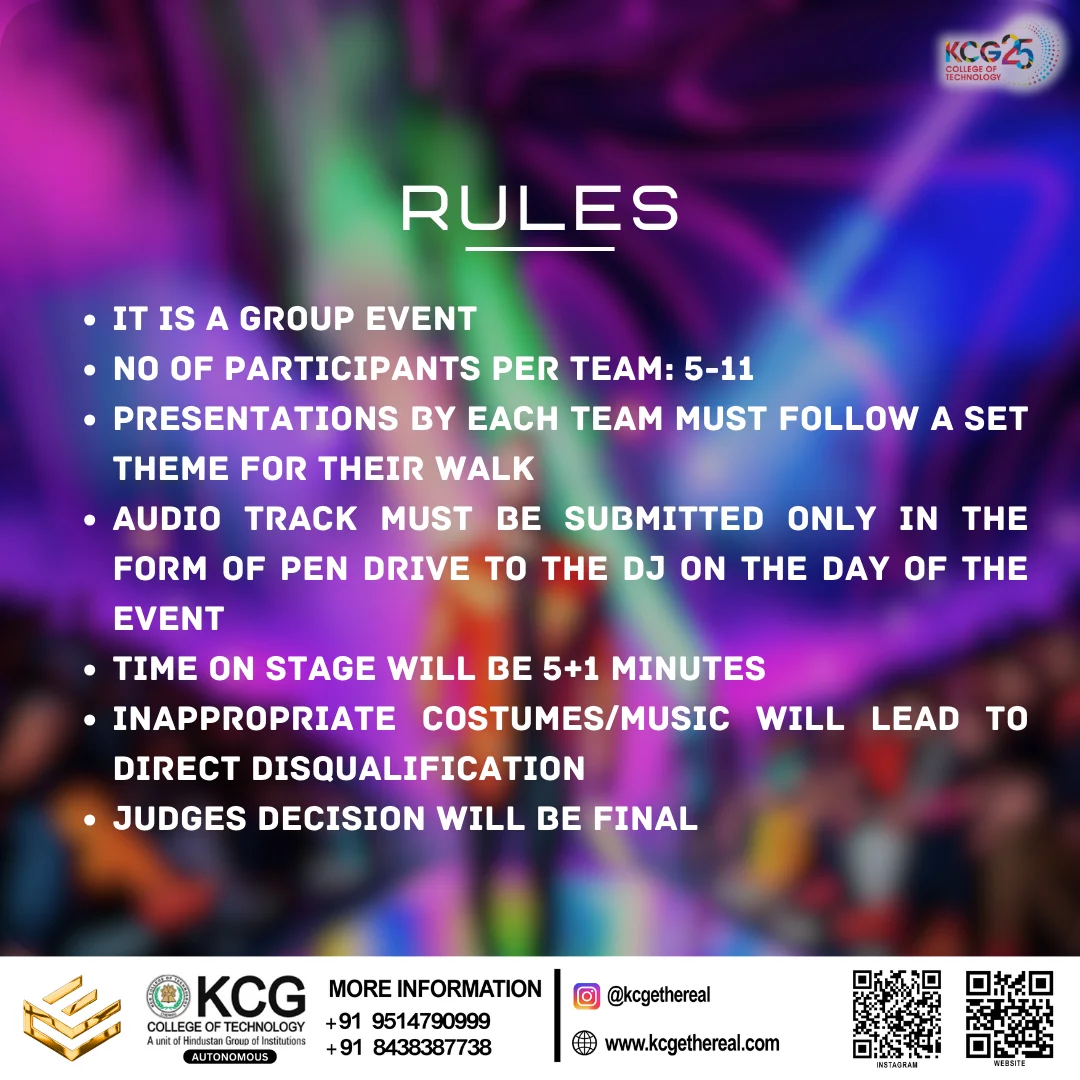 KCG25
COLLEGE OF
TECHNOLOGY
RULES
• IT IS A GROUP EVENT
• NO OF PARTICIPANTS PER TEAM: 5-11
• PRESENTATIONS BY EACH TEAM MUST FOLLOW A SET
THEME FOR THEIR WALK
• AUDIO TRACK MUST BE SUBMITTED ONLY IN THE
FORM OF PEN DRIVE TO THE DJ ON THE DAY OF THE
EVENT
• TIME ON STAGE WILL BE 5+1 MINUTES
• INAPPROPRIATE COSTUMES/MUSIC WILL LEAD TO
DIRECT DISQUALIFICATION
• JUDGES DECISION WILL BE FINAL
KCG
COLLEGE OF TECHNOLOGY
A unit of Hindustan Group of Institutions
AUTONOMOUS
MORE INFORMATION
+91 9514790999
+91 8438387738
@kcgethereal
www.kcgethereal.com
INSTAGRAM
WEBSITE